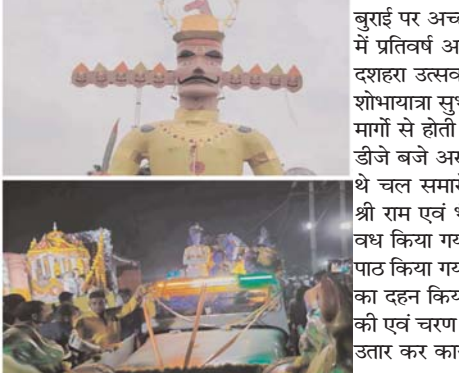 बुराई पर अच्
में प्रतिवर्ष अ
दशहरा उत्सव
शोभायात्रा सुभ
मार्गो से होती
डीजे बजे अख
थे चल समारो
श्री राम एवं भ
वध किया गय
पाठ किया गय
का दहन किय
की एवं चरण
उतार कर का